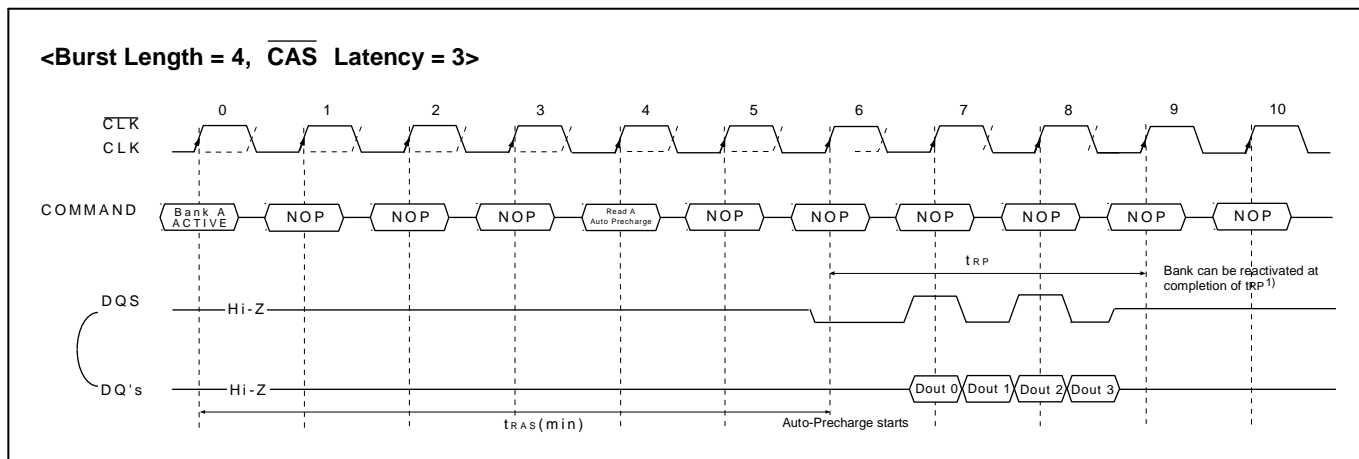 <Burst Length = 4, CAS Latency = 3>
0 1 2 3 4 5 6 7 8 9 10
CLK
CLK
COMMAND
Bank A
ACTIVE
NOP NOP NOP
Read A
Auto Precharge
NOP NOP NOP NOP NOP NOP
tRP
Bank can be reactivated at
completion of tRP1)
DQS
Hi-Z
DQ's
Hi-Z
Dout 0 Dout 1 Dout 2 Dout 3
tRAS(min)
Auto-Precharge starts